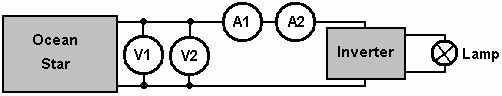 Ocean
Star
V1
V2
A1
A2
Inverter
Lamp